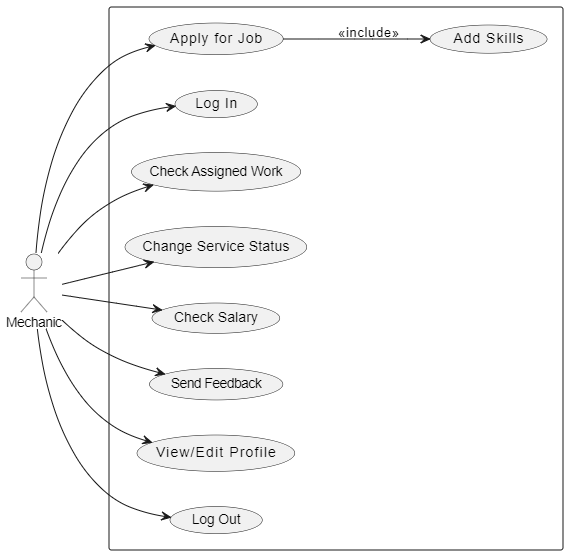 Apply for Job
«include»
Add Skills
Log In
Check Assigned Work
Change Service Status
Check Salary
Mechanic
Send Feedback
View/Edit Profile
Log Out